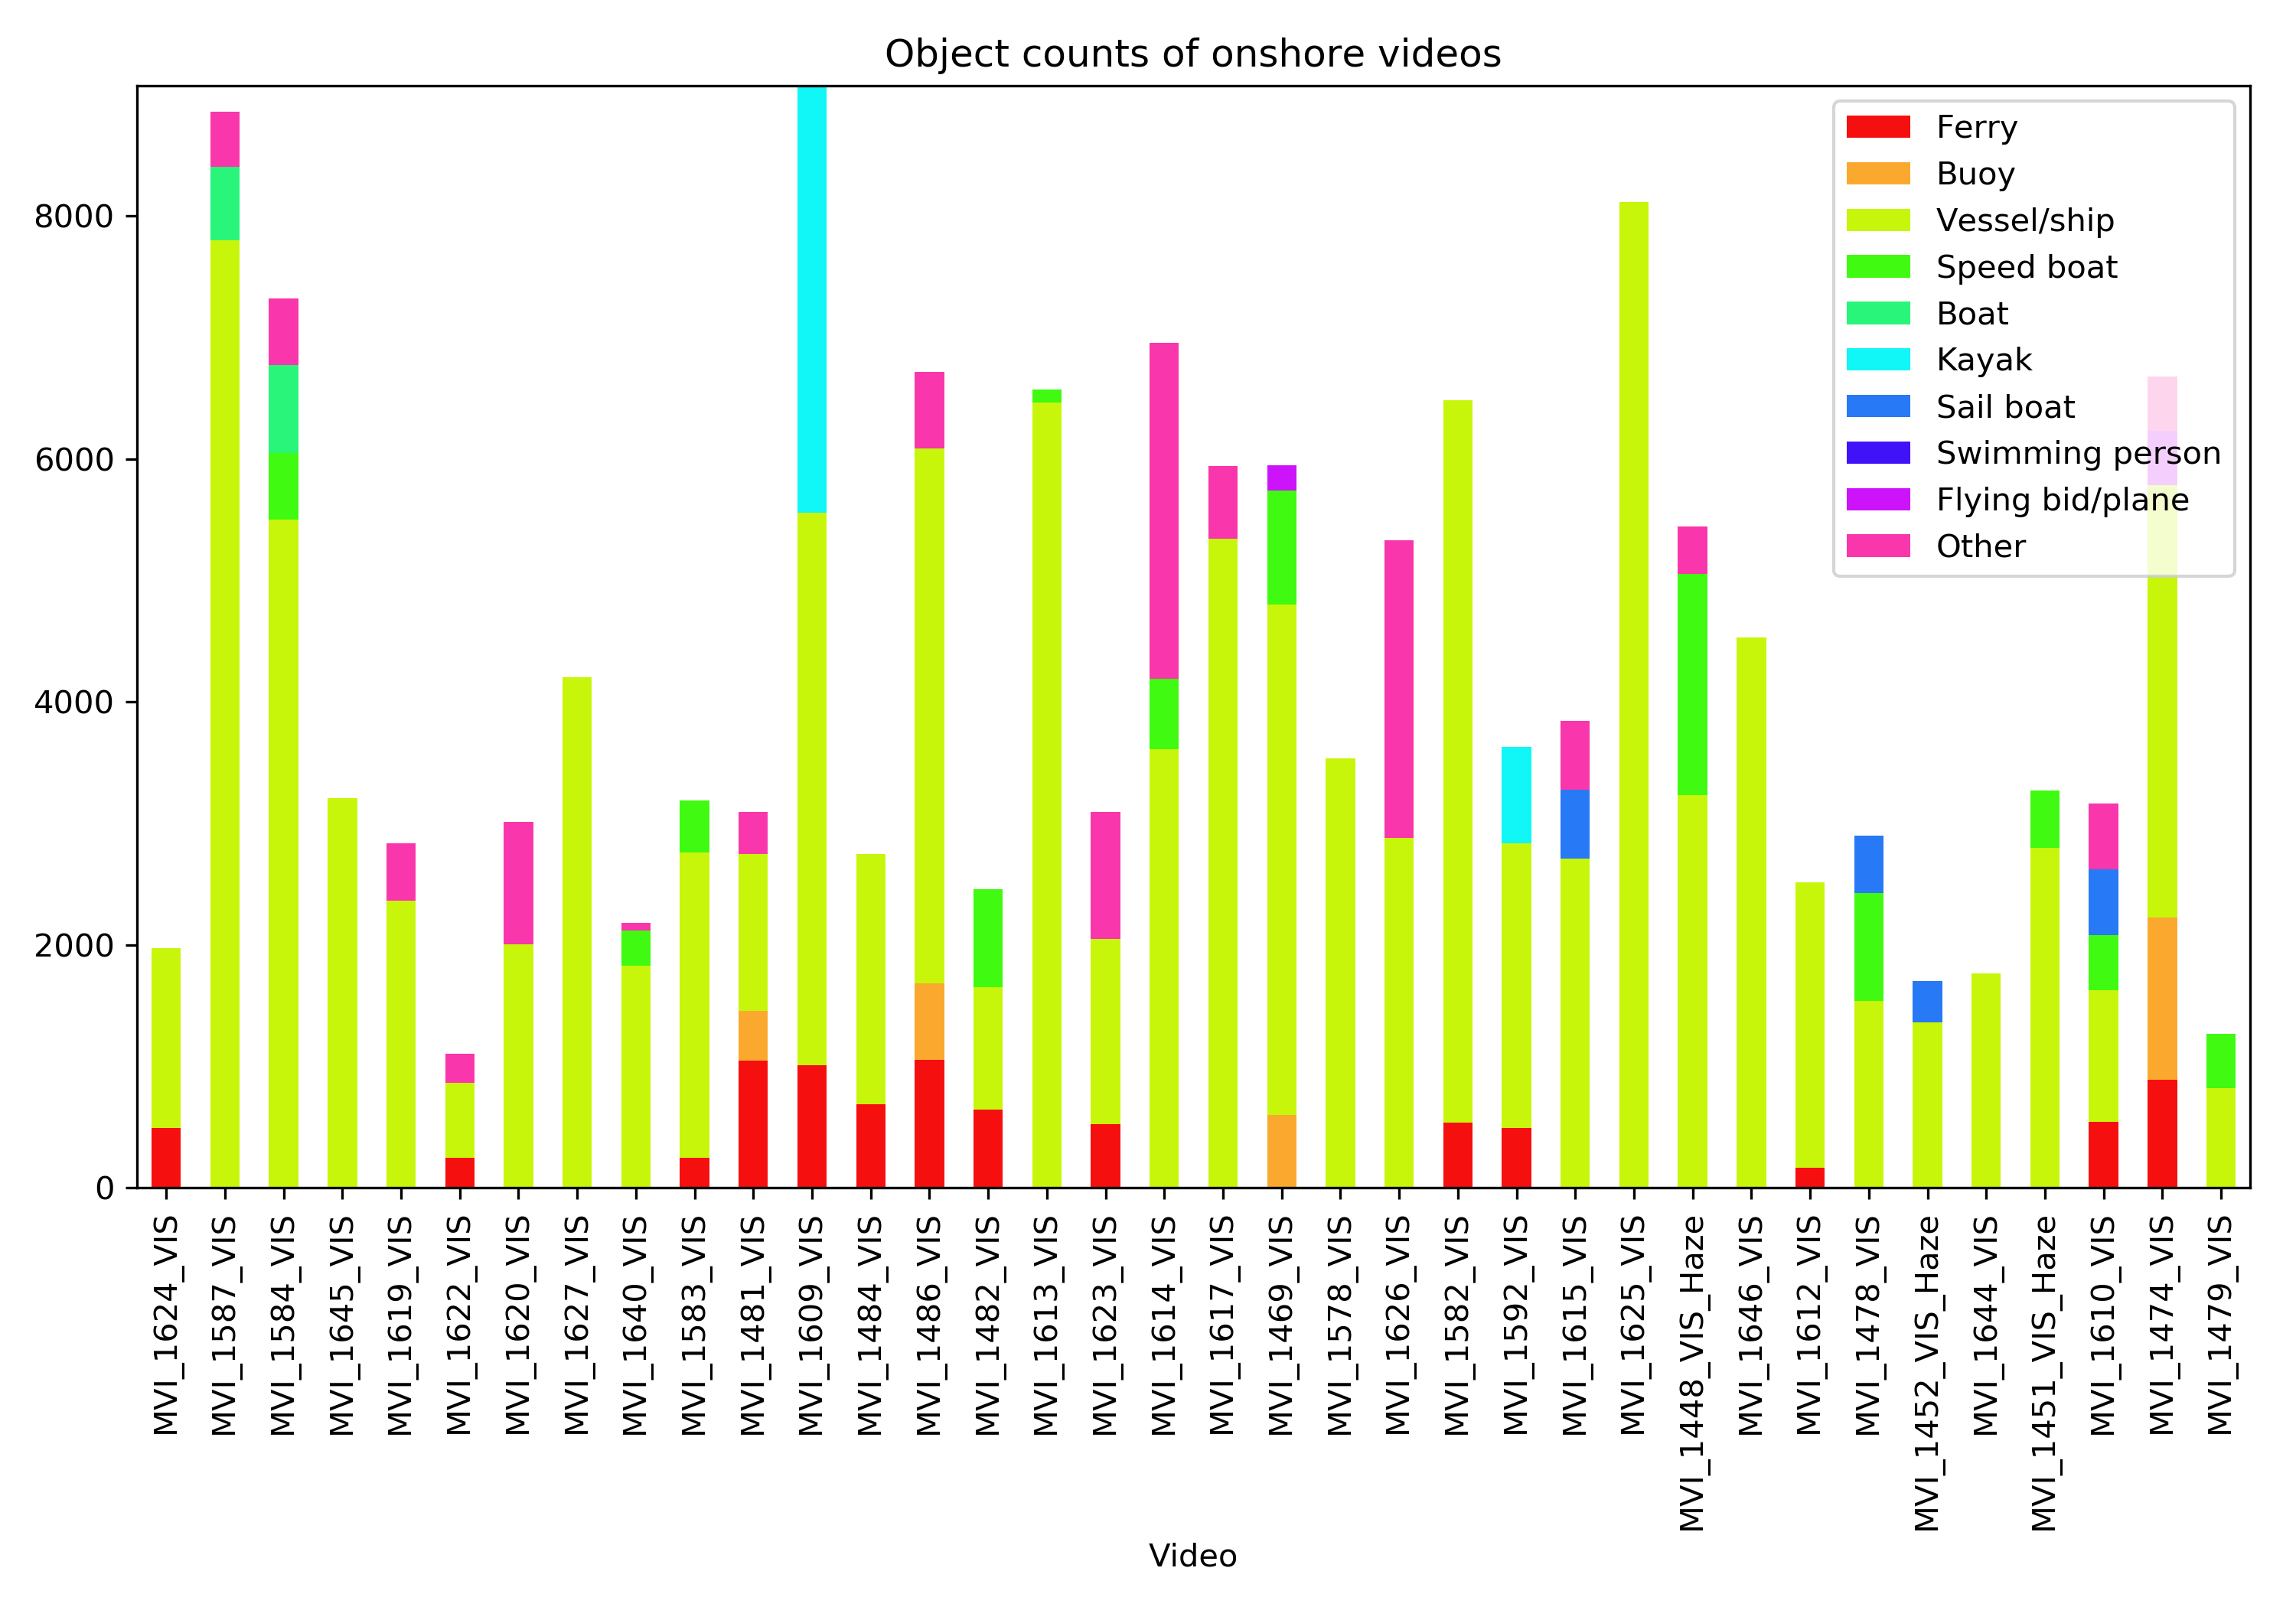 Object counts of onshore videos
8000
6000
4000
2000
0
Ferry
Buoy
Vessel/ship
Speed boat
Boat
Kayak
Sail boat
Swimming person
Flying bid/plane
Other
MVI_1624_VIS
MVI_1587_VIS
MVI_1584_VIS
MVI_1645_VIS
MVI_1619_VIS
MVI_1622_VIS
MVI_1620_VIS
MVI_1627_VIS
MVI_1640_VIS
MVI_1583_VIS
MVI_1481_VIS
MVI_1609_VIS
MVI_1484_VIS
MVI_1486_VIS
MVI_1482_VIS
MVI_1613_VIS
MVI_1623_VIS
MVI_1614_VIS
MVI_1617_VIS
MVI_1469_VIS
MVI_1578_VIS
MVI_1626_VIS
MVI_1582_VIS
MVI_1592_VIS
MVI_1615_VIS
MVI_1625_VIS
MVI_1448_VIS_Haze
MVI_1646_VIS
MVI_1612_VIS
MVI_1478_VIS
MVI_1452_VIS_Haze
MVI_1644_VIS
MVI_1451_VIS_Haze
MVI_1610_VIS
MVI_1474_VIS
MVI_1479_VIS
Video